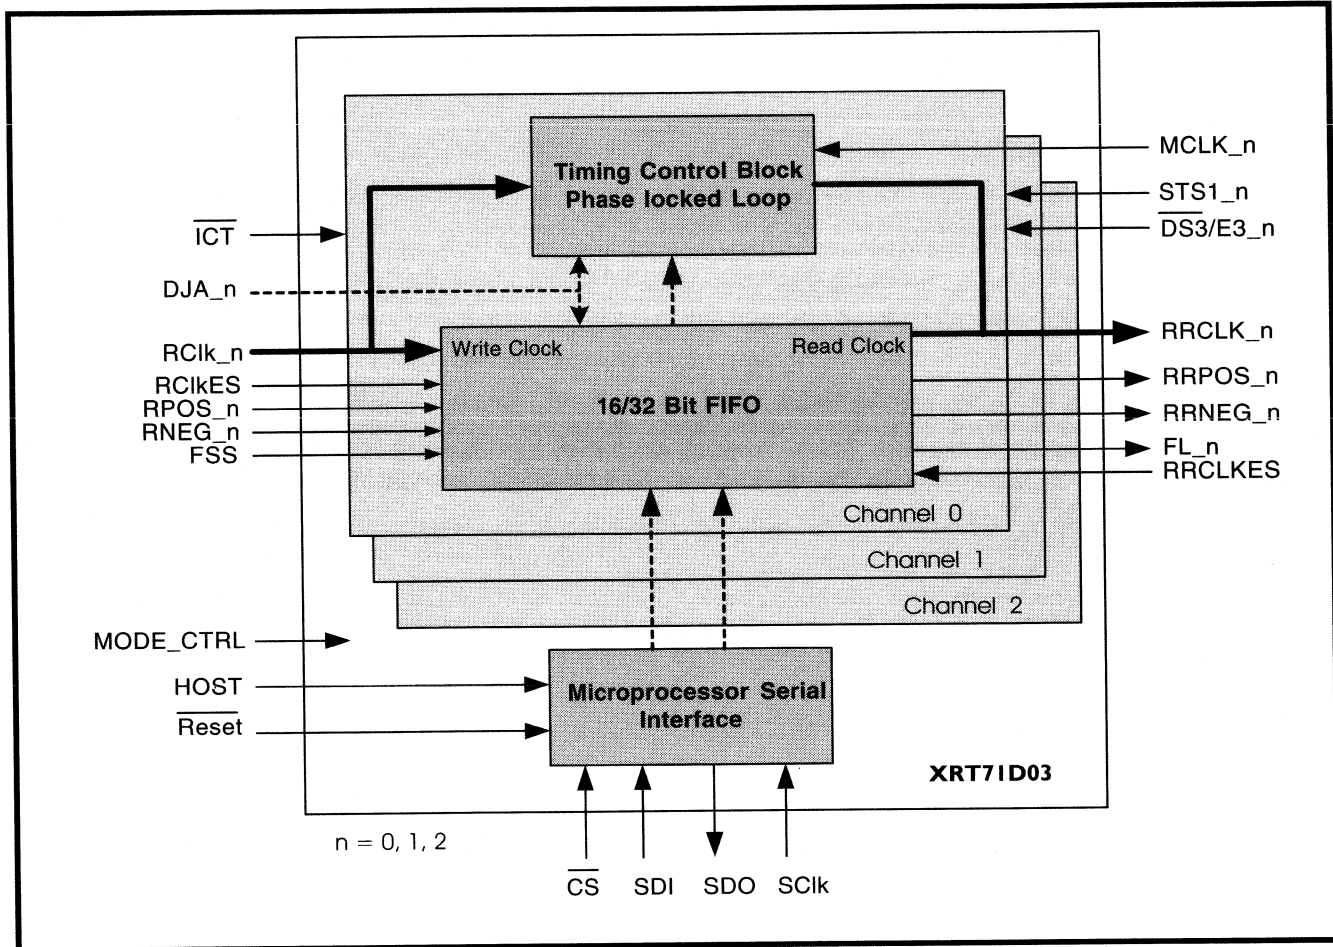 Timing Control Block
Phase locked Loop
MCLK_n
STS1_n
DS3/E3_n
ICT
DJA_n
RClk_n
Write Clock
Read Clock
RRCLK_n
RClkES
RPOS_n
RNEG_n
FSS
16/32 Bit FIFO
RRPOS_n
RRNEG_n
FL_n
RRCLKES
Channel 0
Channel 1
Channel 2
MODE_CTRL
HOST
Reset
Microprocessor Serial
Interface
XRT71D03
n = 0, 1, 2
CS
SDI
SDO
SClk